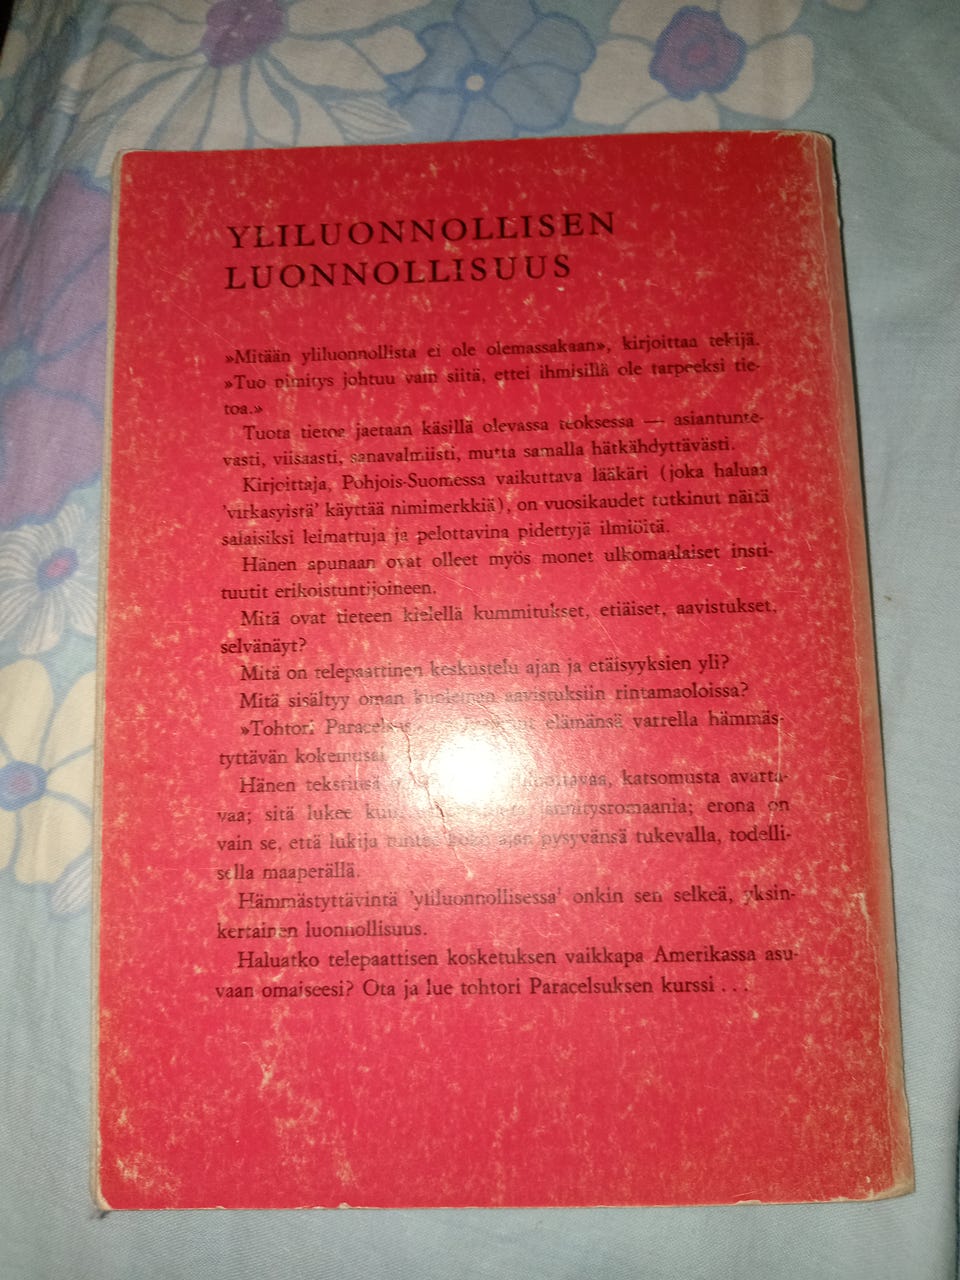 YLILUONNOLLISEN
LUONNOLLISUUS
»Mitään yliluonnollista ei ole olemassakaan», kirjoittaa tekijä.
»Tuo nimitys johtuu vain siitä, ettei ihmisillä ole tarpeeksi tie-
toa.»
Tuota tietoa jaetaan käsillä olevassa teoksessa — asiantunte-
vasti, viisaasti, sanavalmiisti, mutta samalla hätkähdyttävästi.
Kirjoittaja, Pohjois-Suomessa vaikuttava lääkäri (joka haluaa
'virkasyistä' käyttää nimimerkkiä), on vuosikaudet tutkinut näitä
salaisiksi leimattuja ja pelottavina pidettyjä ilmiöitä.
Hänen apunaan ovat olleet myös monet ulkomaalaiset insti-
tuutit erikoistuntijoineen.
Mitä ovat tieteen kielellä kummitukset, etiäiset, aavistukset,
selvänäyt?
Mitä on telepaattinen keskustelu ajan ja etäisyyksien yli?
Mitä sisältyy oman kuoleman aavistuksiin rintamaoloissa?
»Tohtori elämänsä varrella hämmäs-
tyttävän
Hänen tekstinsä katsomusta avarta-
vaa; sitä lukee jännitysromaania; erona on
vain se, että lukija tuntee koko ajan pysyvänsä tukevalla, todelli-
sella maaperällä.
Hämmästyttävintä 'yliluonnollisessa' onkin sen selkeä, yksin-
kertainen luonnollisuus.
Haluatko telepaattisen kosketuksen vaikkapa Amerikassa asu-
vaan omaiseesi? Ota ja lue tohtori Paracelsuksen kurssi . . .